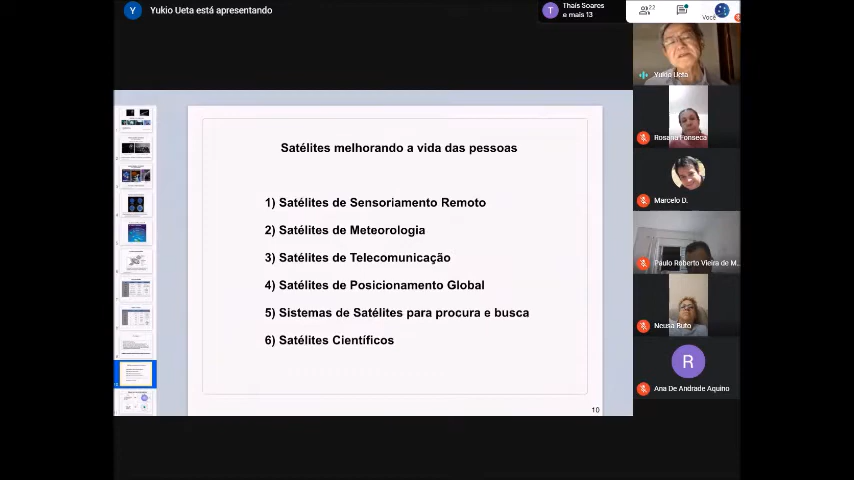 Y Yukio Ueta está apresentando
T Thais Soares
e mais 13
22
Você
Satélites melhorando a vida das pessoas
1) Satélites de Sensoriamento Remoto
2) Satélites de Meteorologia
3) Satélites de Telecomunicação
4) Satélites de Posicionamento Global
5) Sistemas de Satélites para procura e busca
6) Satélites Científicos
10
Yukio Ueta
Rosana Fonseca
Marcelo D.
Paulo Roberto Vieira de M...
Neusa Buto
R
Ana De Andrade Aquino